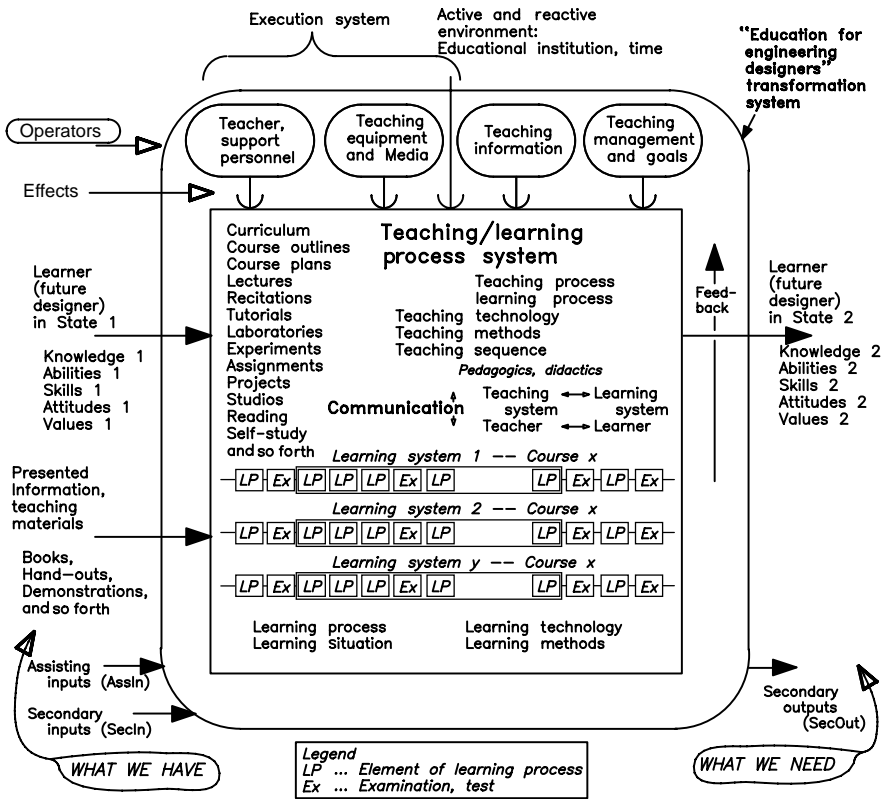 Execution system
Active and reactive
environment:
Educational institution, time
"Education for
engineering
designers"
transformation
system
Operators
Teacher,
support
personnel
Teaching
equipment
and Media
Teaching
information
Teaching
management
and goals
Effects
Learner
(future
designer)
in State 1
Knowledge 1
Abilities 1
Skills 1
Attitudes 1
Values 1
Presented
Information,
teaching
materials
Books,
Hand-outs,
Demonstrations,
and so forth
Assisting
inputs (AssIn)
Secondary
inputs (SecIn)
WHAT WE HAVE
Curriculum
Course outlines
Course plans
Lectures
Recitations
Tutorials
Laboratories
Experiments
Assignments
Projects
Studios
Reading
Self-study
and so forth
Teaching/learning
process system
Teaching process
learning process
Teaching technology
Teaching methods
Teaching sequence
Pedagogics, didactics
Communication
Teaching Learning
system system
Teacher Learner
Learning system 1 -- Course x
LP Ex LP LP LP Ex LP LP Ex LP Ex
Learning system 2 -- Course x
LP Ex LP LP LP Ex LP LP Ex LP Ex
Learning system y -- Course x
LP Ex LP LP LP Ex LP LP Ex LP Ex
Learning process
Learning situation
Learning technology
Learning methods
Feed-
back
Learner
(future
designer)
in State 2
Knowledge 2
Abilities 2
Skills 2
Attitudes 2
Values 2
Secondary
outputs
(SecOut)
WHAT WE NEED
Legend
LP ... Element of learning process
Ex ... Examination, test